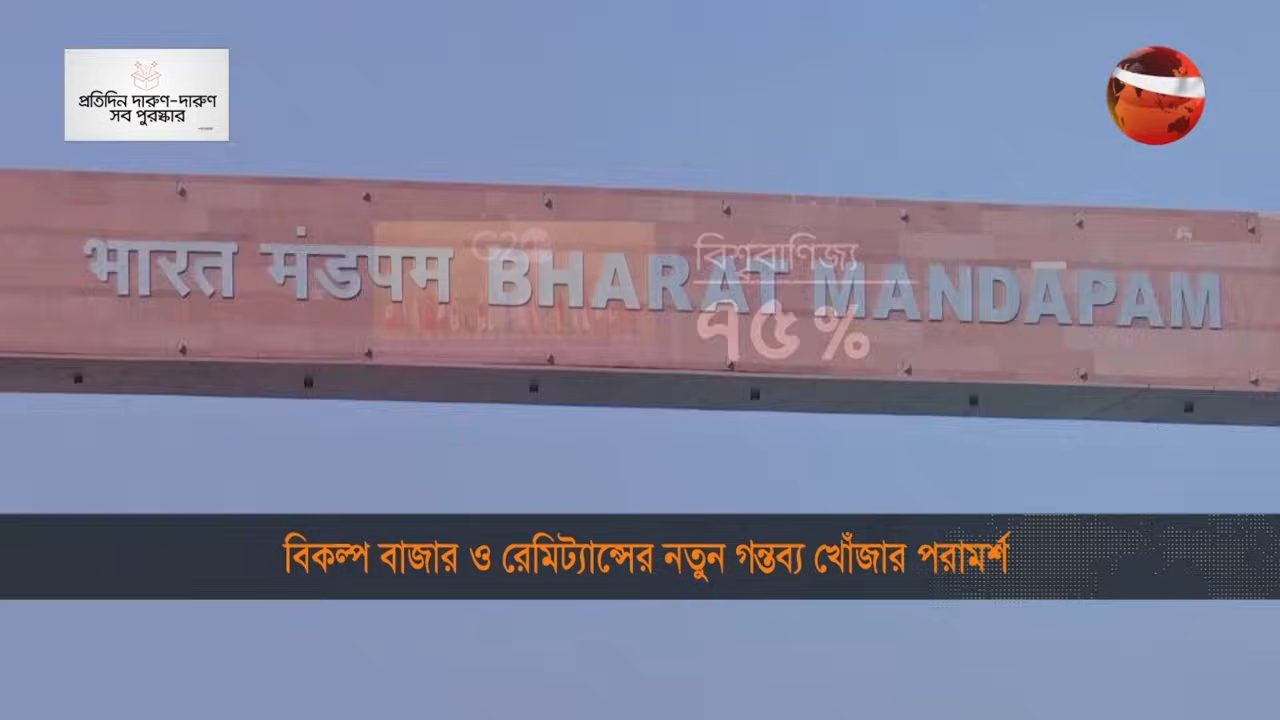 প্রতিদিন দারুণ-দারুণ
সব পুরস্কার
भारत मंडपम BHARAT MANDAPAM
বিশ্ববাণিজ্য
৭৫%
বিকল্প বাজার ও রেমিট্যান্সের নতুন গন্তব্য খোঁজার পরামর্শ